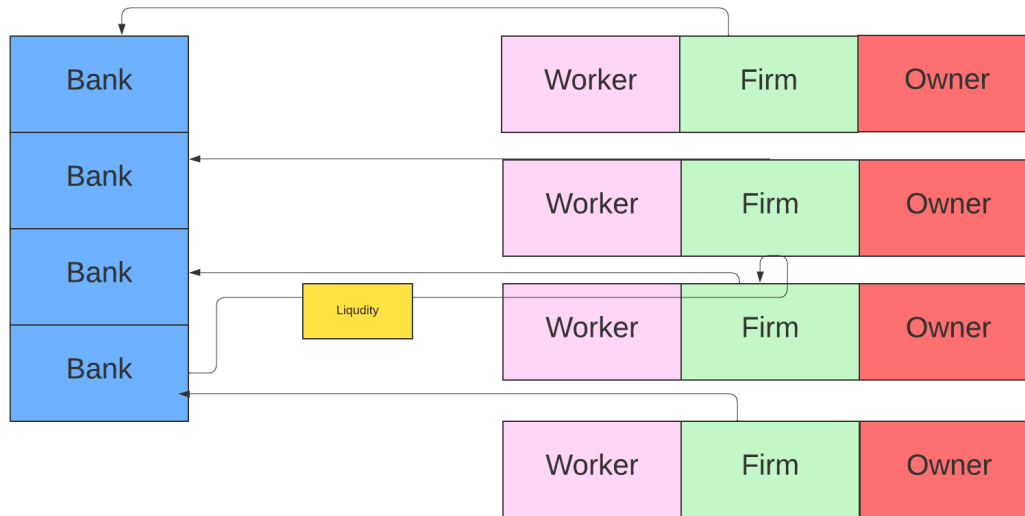 Bank
Worker
Firm
Owner
Bank
Worker
Firm
Owner
Bank
Liqudity
Worker
Firm
Owner
Bank
Worker
Firm
Owner